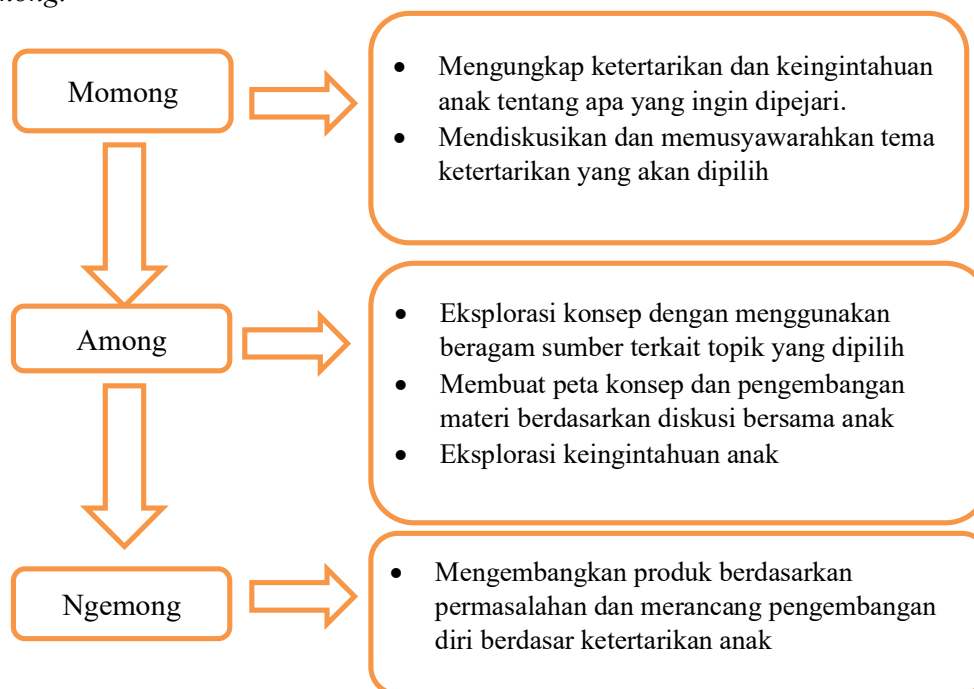 Momong
• Mengungkap ketertarikan dan keingintahuan
anak tentang apa yang ingin dipejari.
• Mendiskusikan dan memusyawarahkan tema
ketertarikan yang akan dipilih
Among
• Eksplorasi konsep dengan menggunakan
beragam sumber terkait topik yang dipilih
• Membuat peta konsep dan pengembangan
materi berdasarkan diskusi bersama anak
• Eksplorasi keingintahuan anak
Ngemong
• Mengembangkan produk berdasarkan
permasalahan dan merancang pengembangan
diri berdasar ketertarikan anak